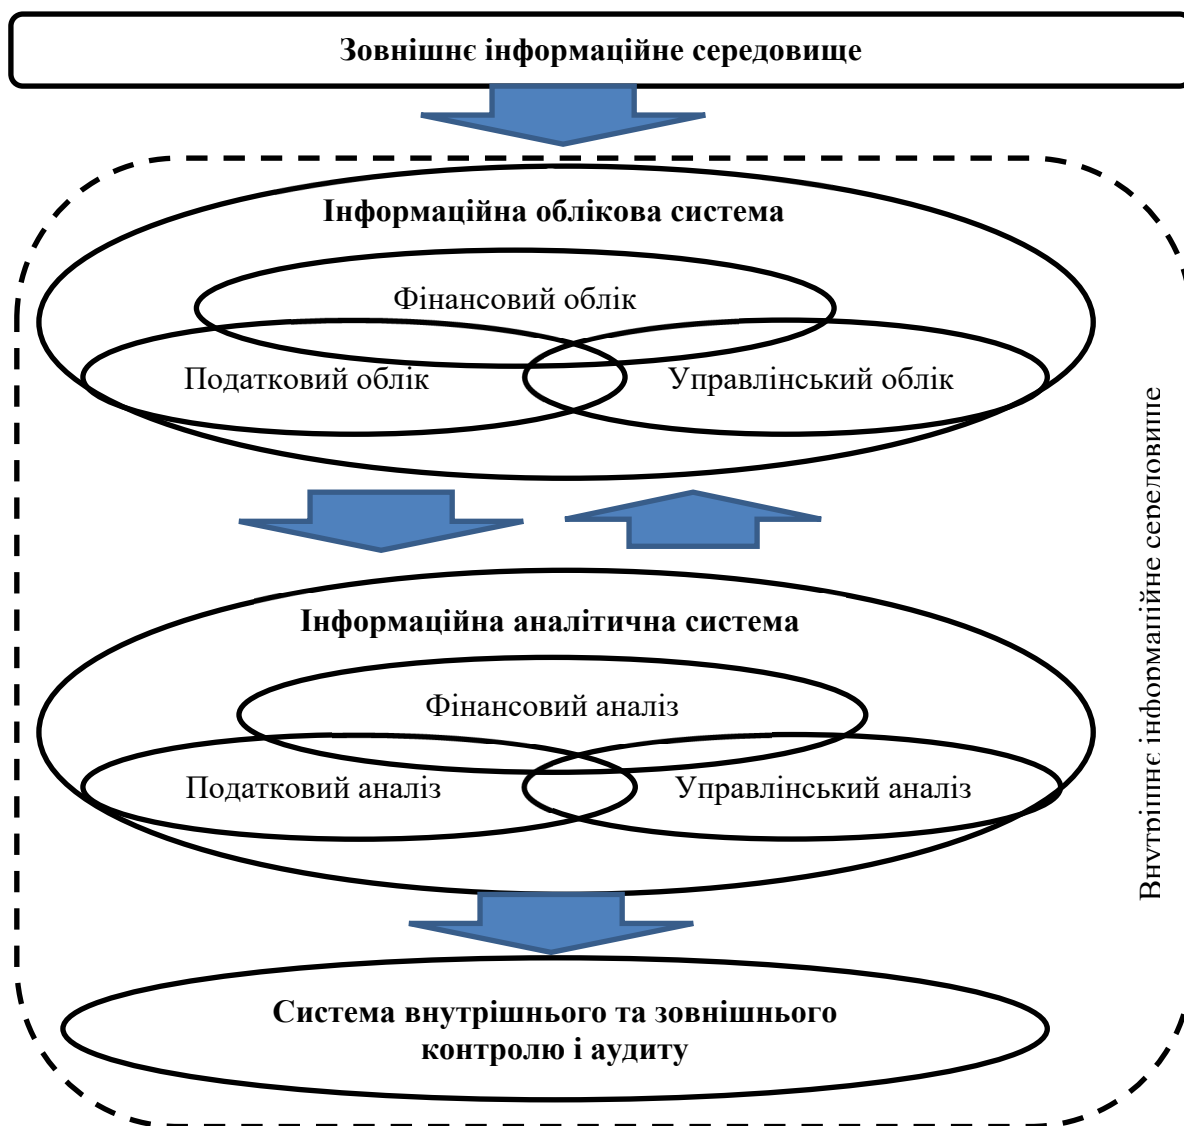 Зовнішнє інформаційне середовище
Інформаційна облікова система
Фінансовий облік
Податковий облік
Управлінський облік
Внутрішнє інформаційне середовище
Інформаційна аналітична система
Фінансовий аналіз
Податковий аналіз
Управлінський аналіз
Система внутрішнього та зовнішнього
контролю і аудиту